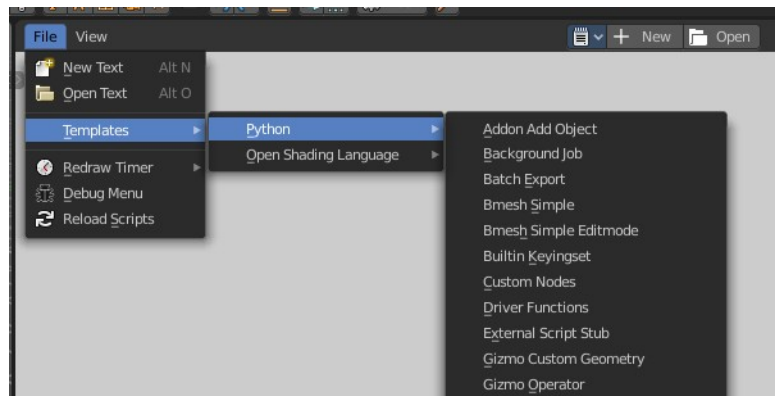 File View
New Open
New Text Alt N
Open Text Alt O
Templates
Redraw Timer
Debug Menu
Reload Scripts
Python
Open Shading Language
Addon Add Object
Background Job
Batch Export
Bmesh Simple
Bmesh Simple Editmode
Builtin Keyingset
Custom Nodes
Driver Functions
External Script Stub
Gizmo Custom Geometry
Gizmo Operator